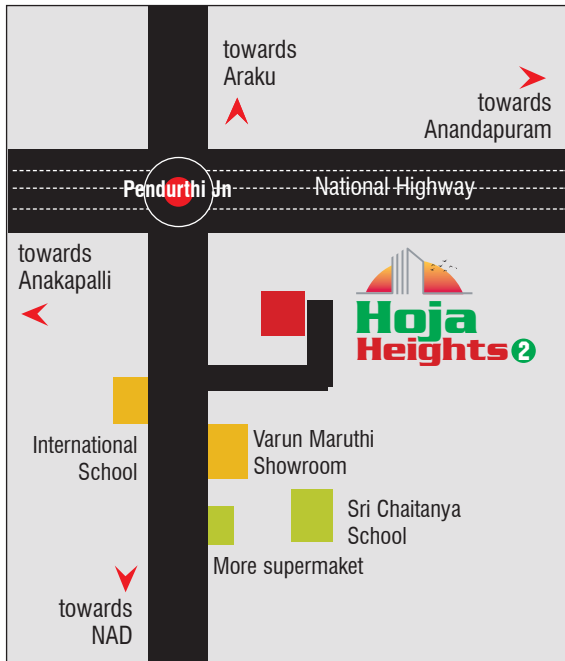 towards
Araku
towards
Anandapuram
Pendurthi Jn
National Highway
towards
Anakapalli
Hoja
Heights 2
International
School
Varun Maruthi
Showroom
Sri Chaitanya
School
More supermaket
towards
NAD